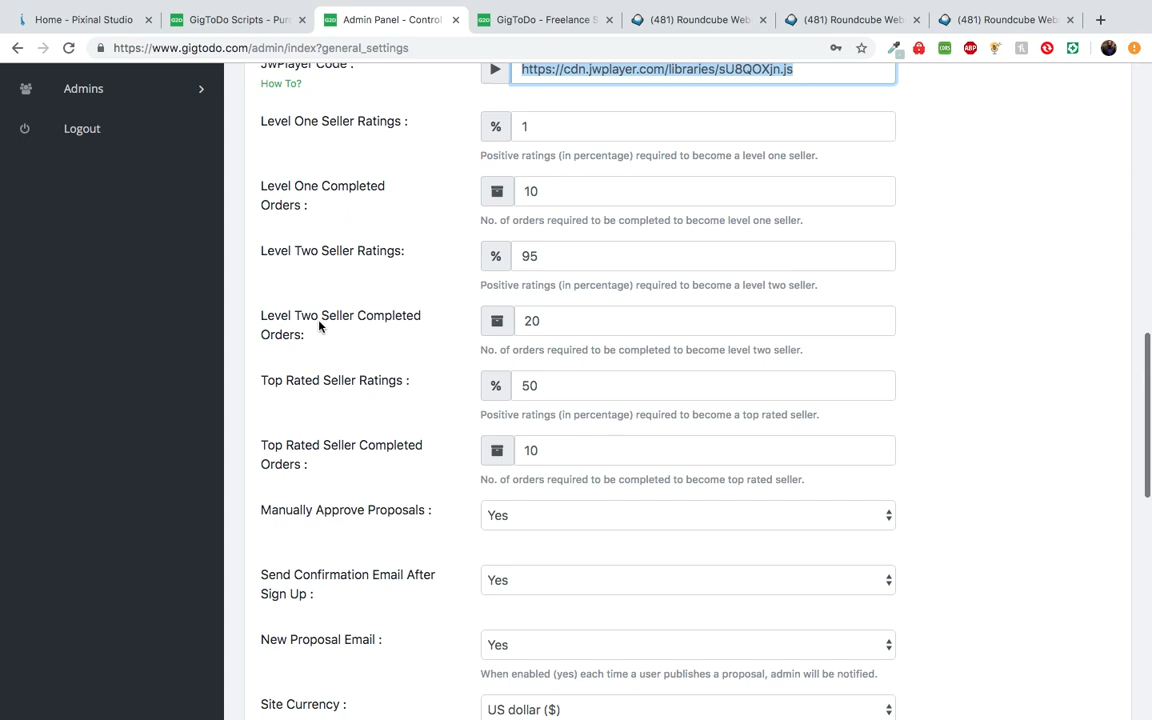 Home - Pixinal Studio
GigToDo Scripts - Pur
Admin Panel - Control
GigToDo - Freelance S
(481) Roundcube Web
(481) Roundcube Web
(481) Roundcube Web
https://www.gigtodo.com/admin/index?general_settings
Admins
Logout
JwPlayer Code :
https://cdn.jwplayer.com/libraries/sU8QOXjn.js
How To?
Level One Seller Ratings :
% 1
Positive ratings (in percentage) required to become a level one seller.
Level One Completed
Orders :
10
No. of orders required to be completed to become level one seller.
Level Two Seller Ratings:
% 95
Positive ratings (in percentage) required to become a level two seller.
Level Two Seller Completed
Orders:
20
No. of orders required to be completed to become level two seller.
Top Rated Seller Ratings :
% 50
Positive ratings (in percentage) required to become a top rated seller.
Top Rated Seller Completed
Orders :
10
No. of orders required to be completed to become top rated seller.
Manually Approve Proposals :
Yes
Send Confirmation Email After
Sign Up :
Yes
New Proposal Email :
Yes
When enabled (yes) each time a user publishes a proposal, admin will be notified.
Site Currency :
US dollar ($)